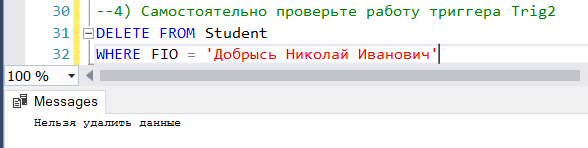 30 --4) Самостоятельно проверьте работу триггера Trig2
31 DELETE FROM Student
32 WHERE FIO = 'Добрысь Николай Иванович'
100 %
Messages
Нельзя удалить данные